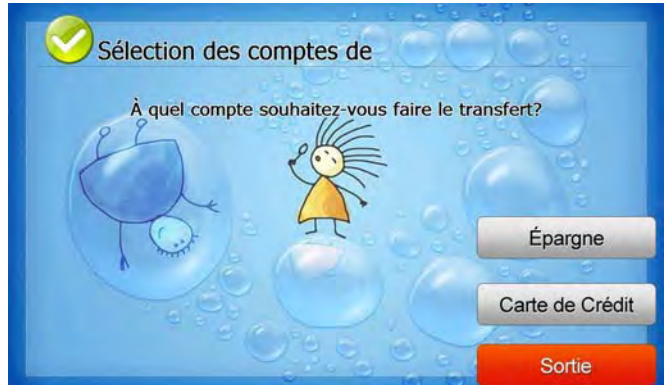 Sélection des comptes de
À quel compte souhaitez-vous faire le transfert?
Épargne
Carte de Crédit
Sortie